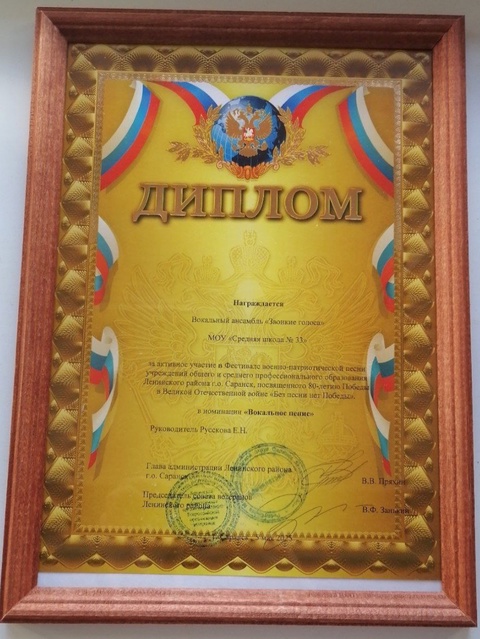 ДИПЛОМ
Награждается
Вокальный ансамбль «Звонкие голоса»
МОУ «Средняя школа № 33»
за активное участие в Фестивале военно-патриотической песни
учреждений общего и среднего профессионального образования
Ленинского района г.о. Саранск, посвященного 80-летию Победы
в Великой Отечественной войне «Без песни нет Победы».
в номинации «Вокальное пение»
Руководитель Русскова Е.Н.
Глава администрации Ленинского района
г.о. Саранск
В.В.
Председатель совета ветеранов
Ленинского района
В.Ф.
2025